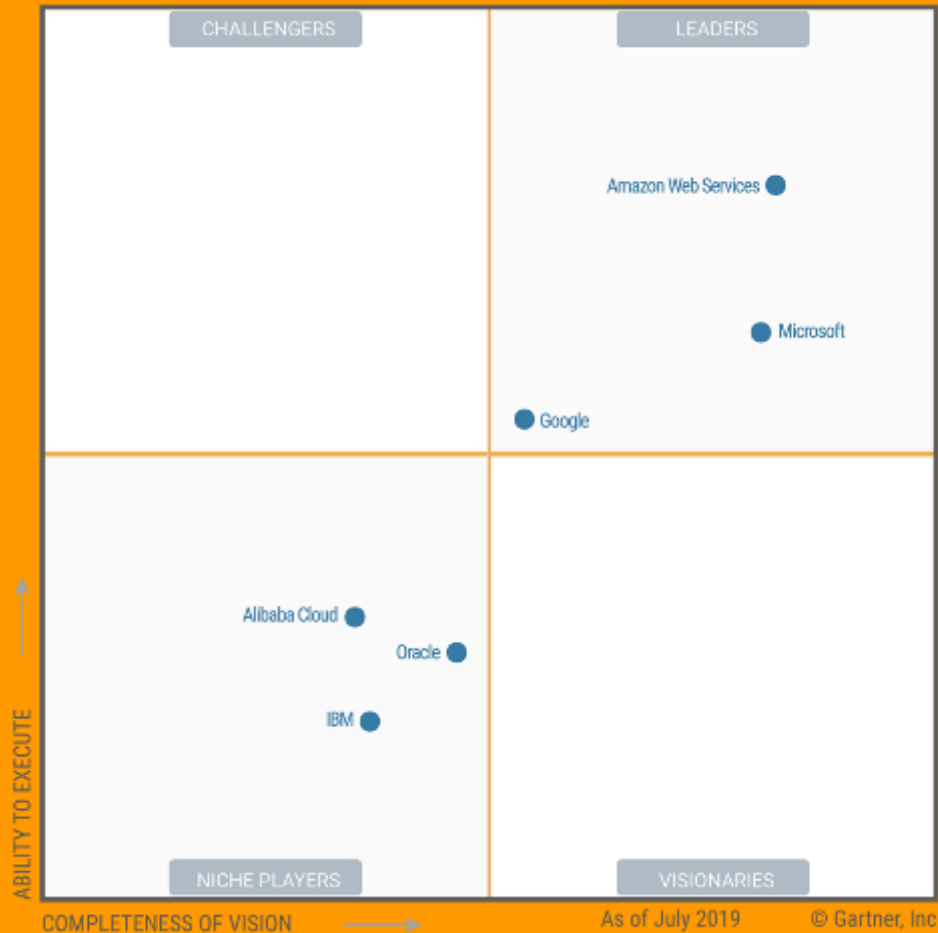 CHALLENGERS
LEADERS
Amazon Web Services
Microsoft
Google
Alibaba Cloud
Oracle
IBM
ABILITY TO EXECUTE
NICHE PLAYERS
VISIONARIES
COMPLETENESS OF VISION
As of July 2019
© Gartner, Inc